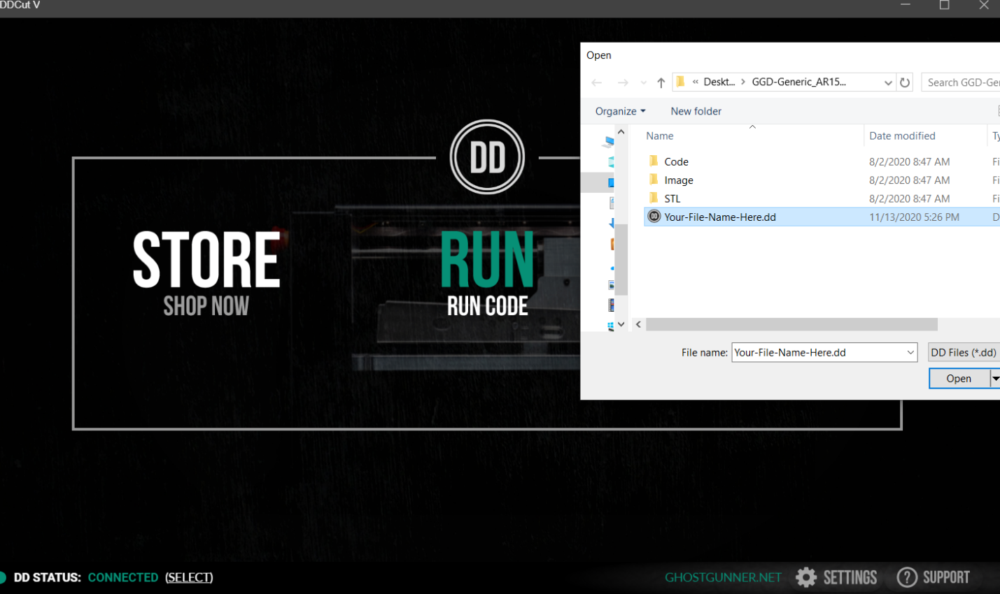 DDCut V
Open
« Deskt... > GGD-Generic_AR15...
Search GGD-Ge
Organize
New folder
Name
Date modified
Code
8/2/2020 8:47 AM
Fi
Image
8/2/2020 8:47 AM
Fi
STL
8/2/2020 8:47 AM
Fi
DD
Your-File-Name-Here.dd
11/13/2020 5:26 PM
D
File name:
Your-File-Name-Here.dd
DD Files (*.dd)
Open
DD
STORE
SHOP NOW
RUN
RUN CODE
DD STATUS: CONNECTED (SELECT)
GHOSTGUNNER.NET
SETTINGS
? SUPPORT